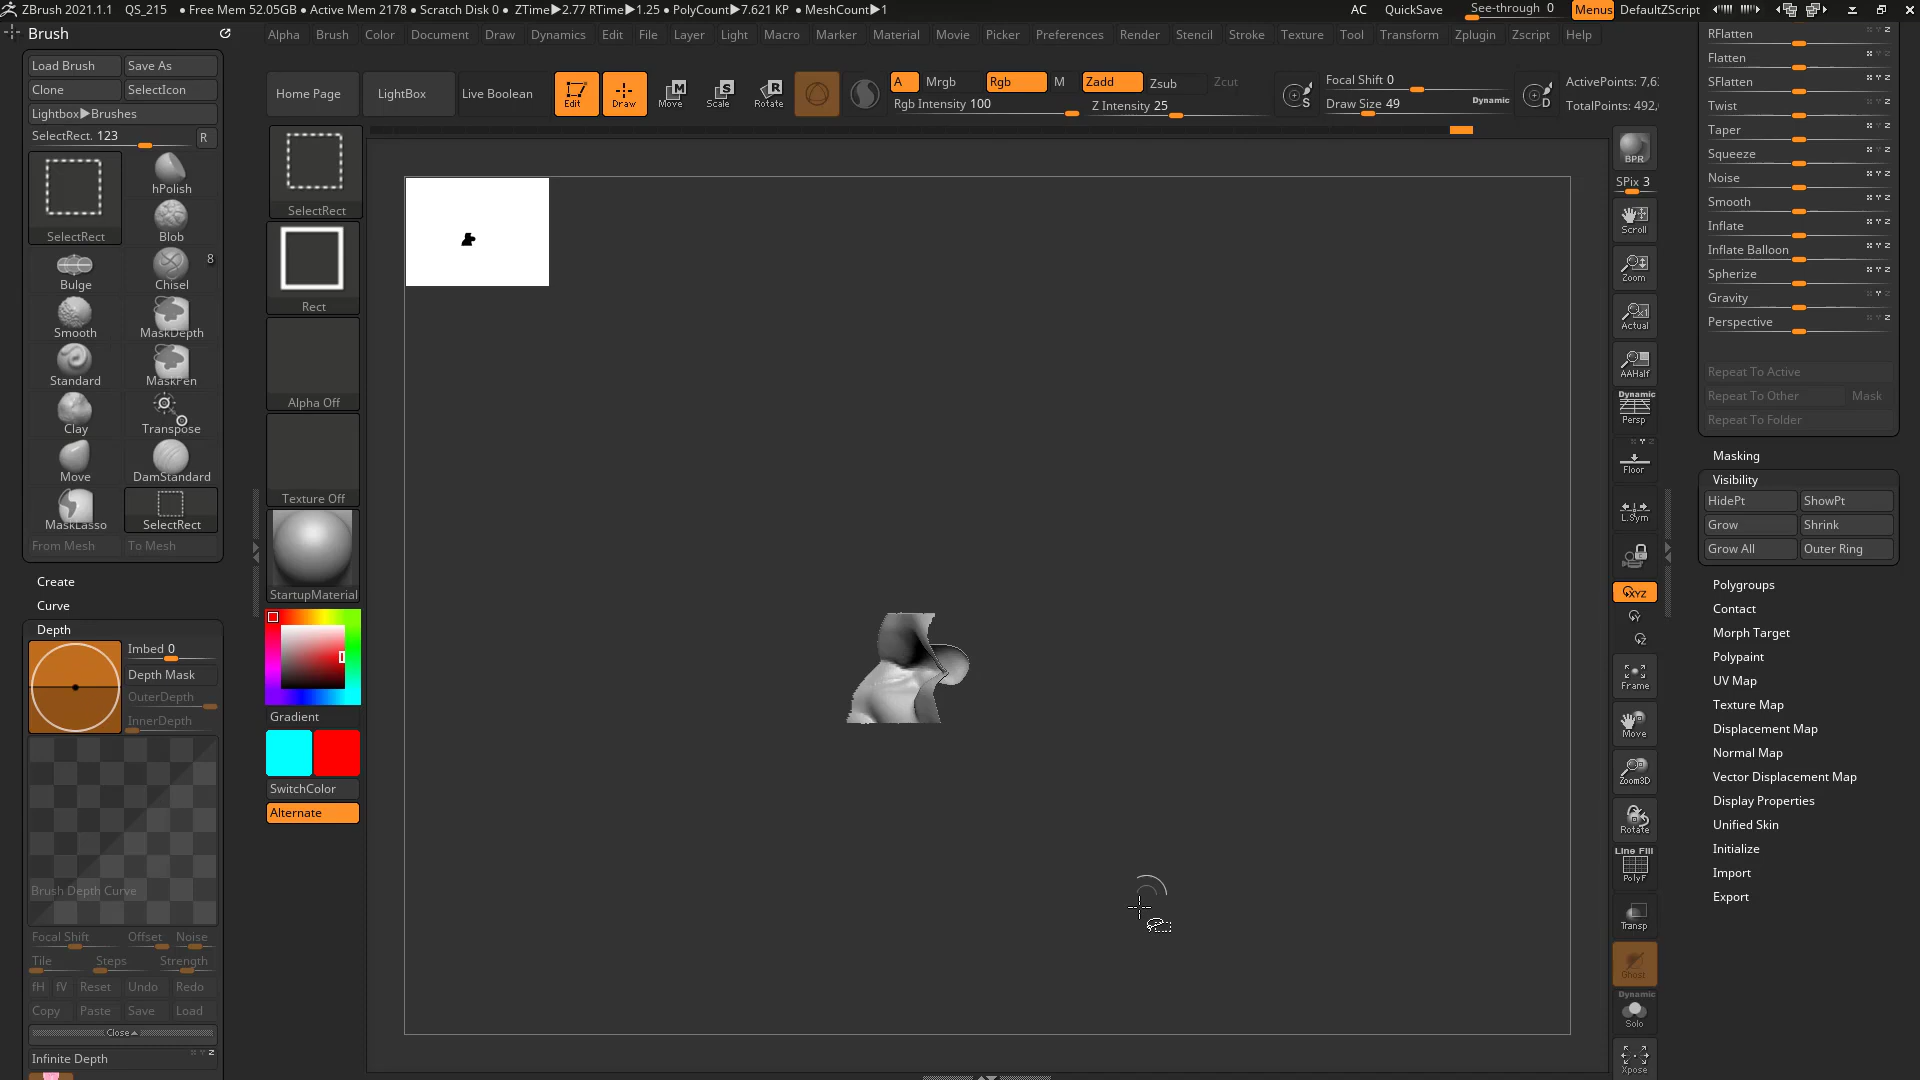 ZBrush 2021.1.1 QS_215 • Free Mem 52.05GB • Active Mem 2178 • Scratch Disk 0 • ZTime▶2.77 RTime▶1.25 • PolyCount▶7.621 KP • MeshCount▶1
AC QuickSave See-through 0 Menus DefaultZScript
Brush
Alpha Brush Color Document Draw Dynamics Edit File Layer Light Macro Marker Material Movie Picker Preferences Render Stencil Stroke Texture Tool Transform Zplugin Zscript Help
Load Brush Save As
Clone SelectIcon
Lightbox▶Brushes
SelectRect. 123 R
SelectRect
hPolish
Blob
Bulge
Chisel
8
Smooth
MaskDepth
Standard
MaskPen
Clay
Transpose
Move
DamStandard
MaskLasso
SelectRect
From Mesh To Mesh
Create
Curve
Depth
Imbed 0
Depth Mask
OuterDepth
InnerDepth
Brush Depth Curve
Focal Shift Offset Noise
Tile Steps Strength
fH fV Reset Undo Redo
Copy Paste Save Load
Close
Infinite Depth
x Y Z
Home Page LightBox Live Boolean
Edit Draw Move Scale Rotate
M S R
A Mrgb Rgb M Zadd Zsub Zcut
Rgb Intensity 100 Z Intensity 25
S
Focal Shift 0
Draw Size 49 Dynamic
D
ActivePoints: 7,6
TotalPoints: 492,
SelectRect
Rect
Alpha Off
Texture Off
StartupMaterial
Gradient
SwitchColor
Alternate
BPR
SPix 3
Scroll
Zoom
Actual
AAHalf
Dynamic
Persp
Floor
L.Sym
XYZ
Y
Z
Frame
Move
Zoom3D
Rotate
Line Fill
PolyF
Transp
Ghost
Dynamic
Solo
Xpose
RFlatten
Flatten
SFlatten
Twist
Taper
Squeeze
Noise
Smooth
Inflate
Inflate Balloon
Spherize
Gravity
Perspective
Repeat To Active
Repeat To Other Mask
Repeat To Folder
Masking
Visibility
HidePt ShowPt
Grow Shrink
Grow All Outer Ring
Polygroups
Contact
Morph Target
Polypaint
UV Map
Texture Map
Displacement Map
Normal Map
Vector Displacement Map
Display Properties
Unified Skin
Initialize
Import
Export